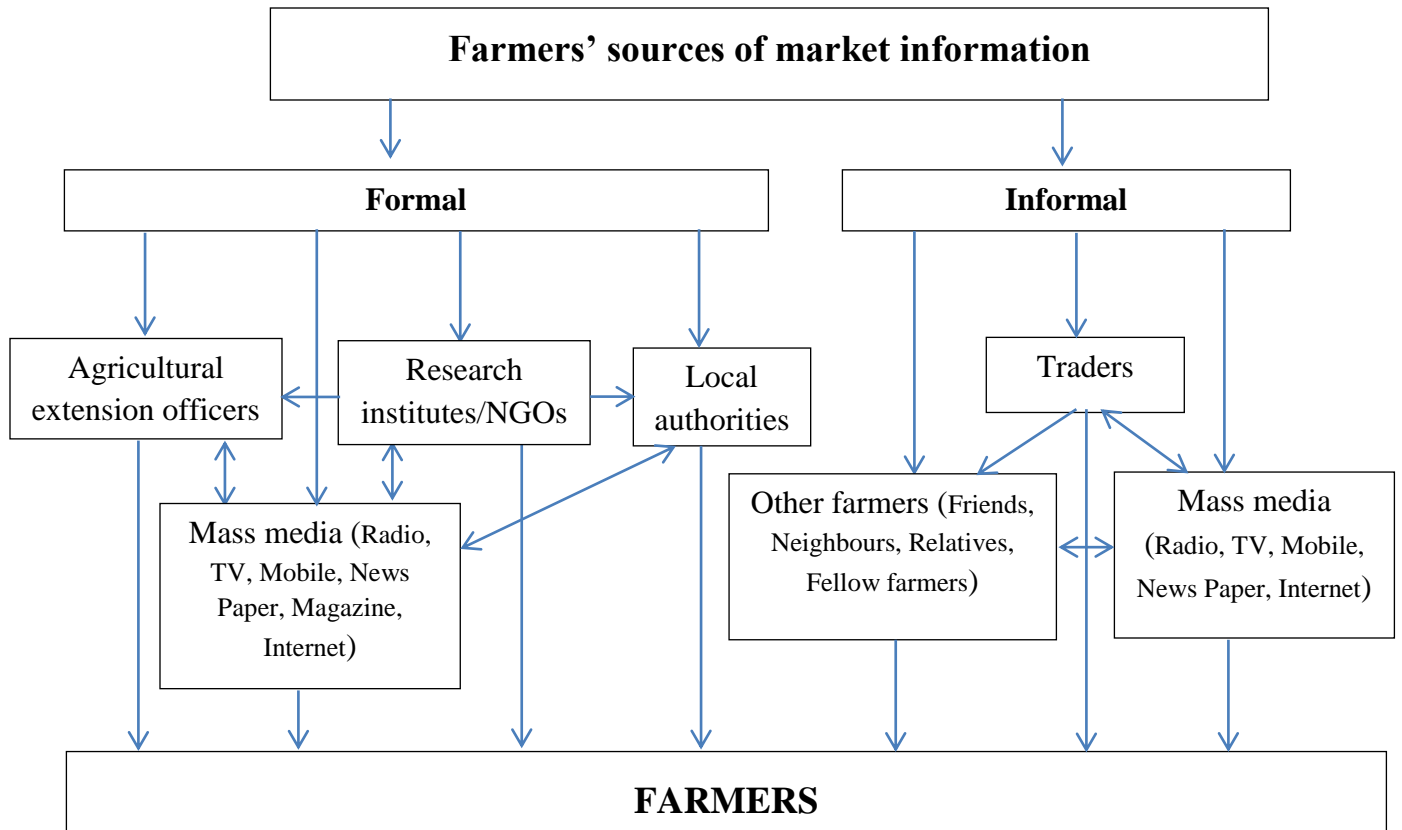 Farmers’ sources of market information
Formal
Informal
Agricultural
extension officers
Research
institutes/NGOs
Local
authorities
Traders
Mass media (Radio,
TV, Mobile, News
Paper, Magazine,
Internet)
Other farmers (Friends,
Neighbours, Relatives,
Fellow farmers)
Mass media
(Radio, TV, Mobile,
News Paper, Internet)
FARMERS